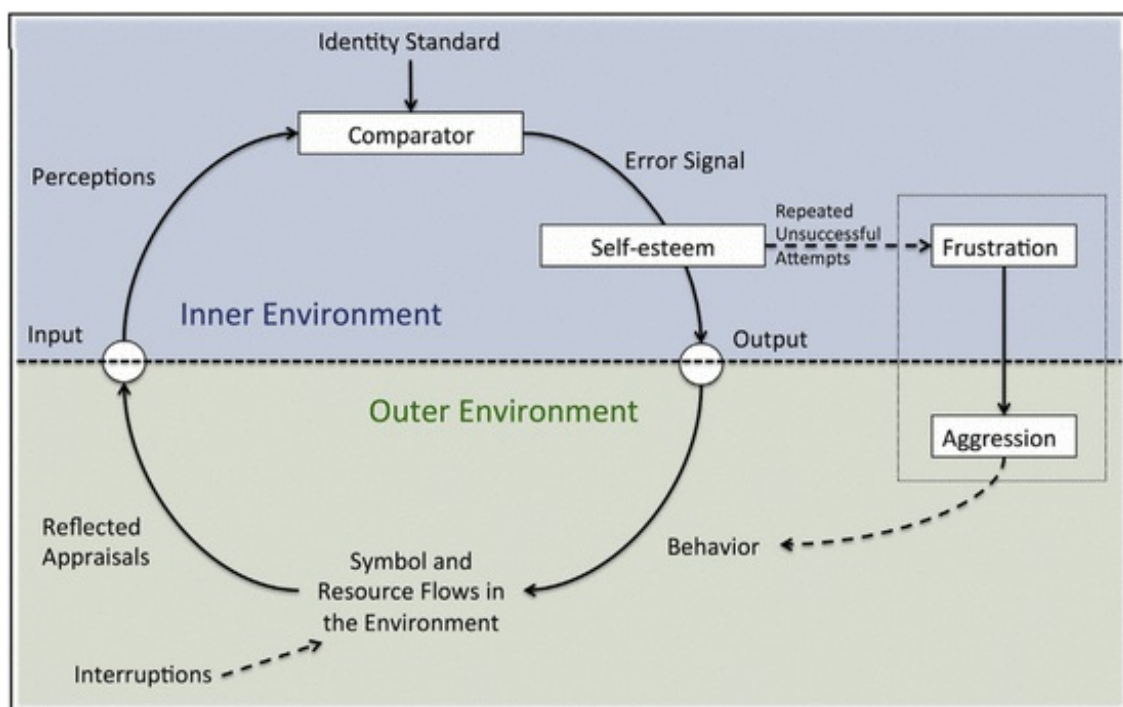 Identity Standard
Comparator
Perceptions
Error Signal
Repeated
Unsuccessful
Attempts
Self-esteem
Frustration
Inner Environment
Input
Output
Outer Environment
Aggression
Reflected
Appraisals
Behavior
Symbol and
Resource Flows in
the Environment
Interruptions